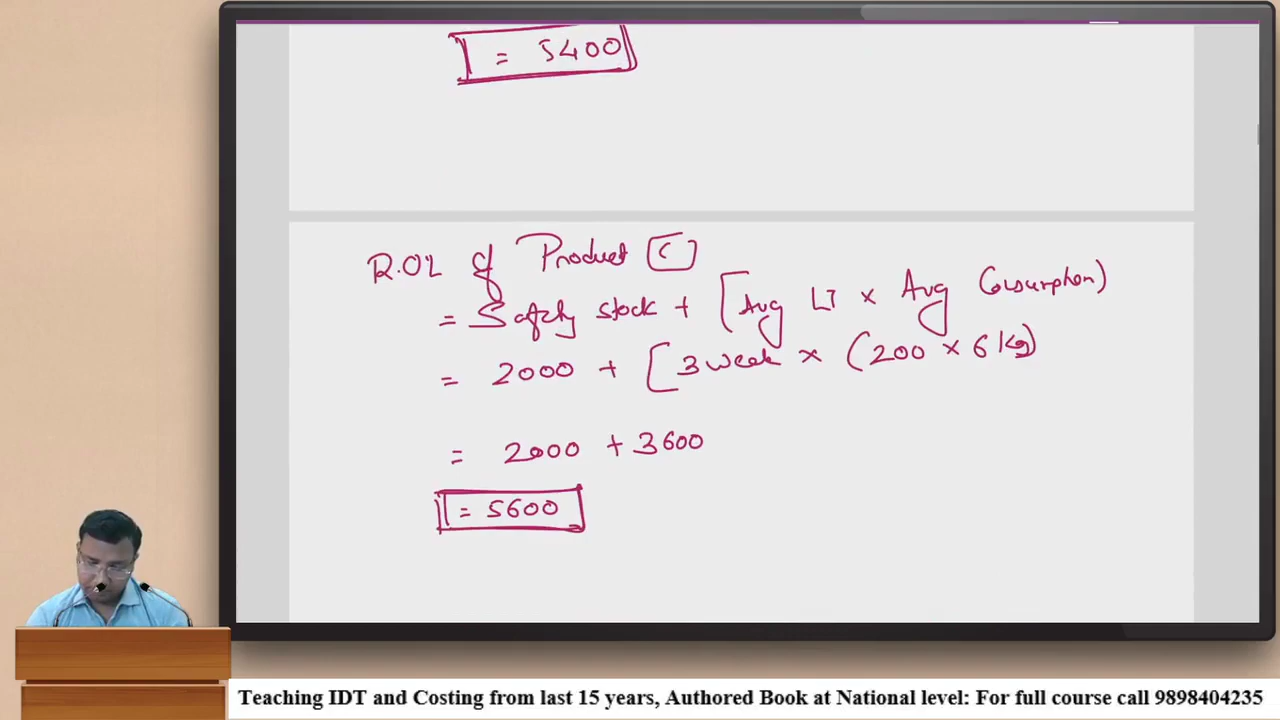 = 5400
R.O.L of Product [C]
= Safety stock + [Avg LT × Avg Consumption)
= 2000 + [3 week × (200 × 6 Kg)
= 2000 + 3600
= 5600
Teaching IDT and Costing from last 15 years, Authored Book at National level: For full course call 9898404235